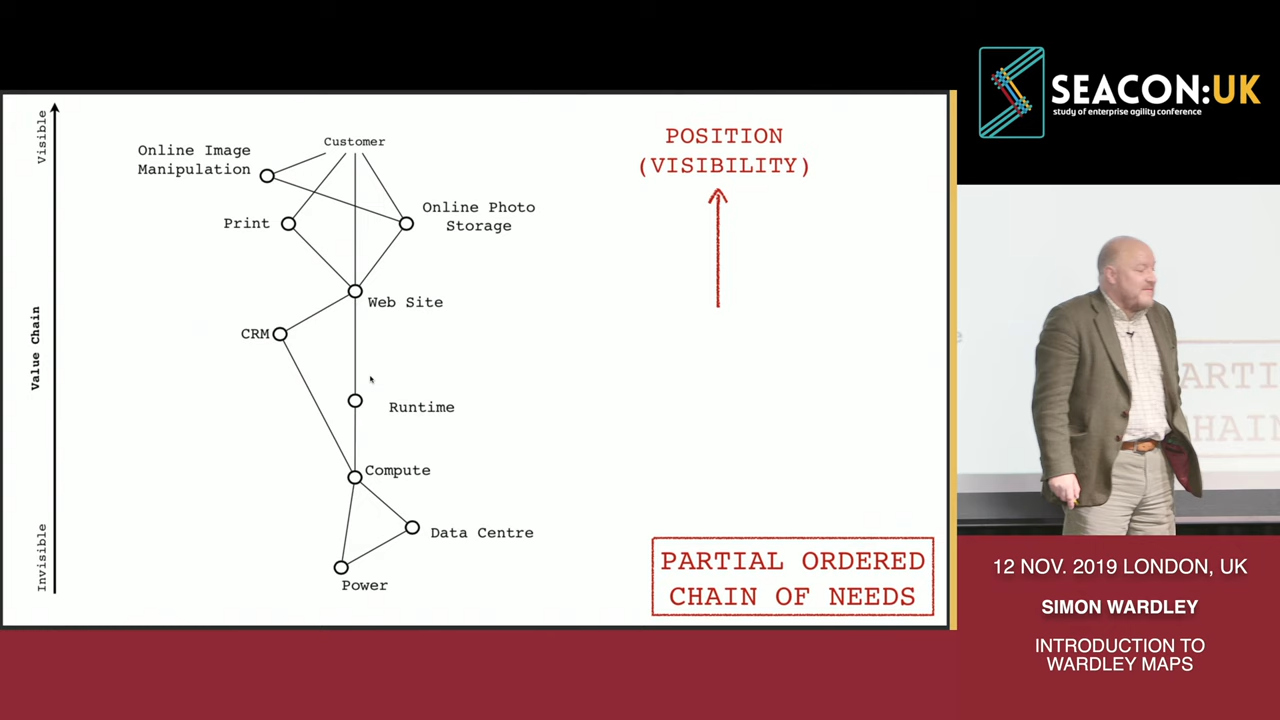 Visible
Value Chain
Invisible
Customer
Online Image
Manipulation
Print
Online Photo
Storage
Web Site
CRM
Runtime
Compute
Data Centre
Power
POSITION
(VISIBILITY)
PARTIAL ORDERED
CHAIN OF NEEDS
SEACON:UK
study of enterprise agility conference
ARTI
HAIN
12 NOV. 2019 LONDON, UK
SIMON WARDLEY
INTRODUCTION TO
WARDLEY MAPS